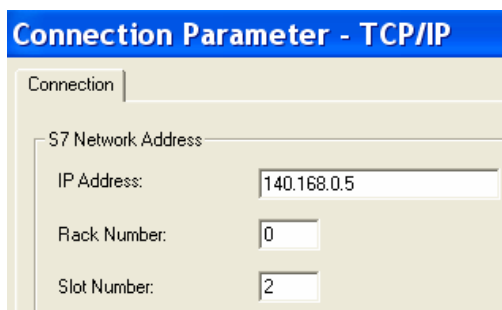 Connection Parameter - TCP/IP
Connection
S7 Network Address
IP Address: 140.168.0.5
Rack Number: 0
Slot Number: 2